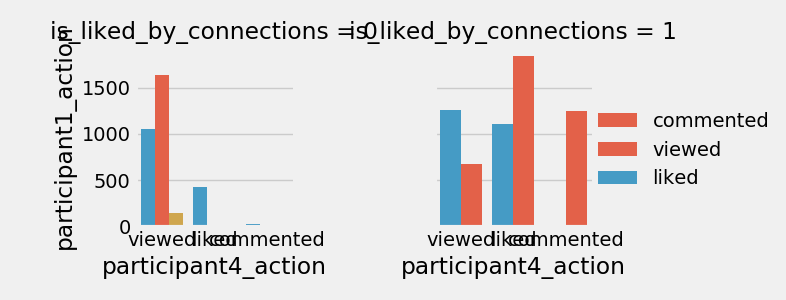 is_liked_by_connections = 0
is_liked_by_connections = 1
participant1_action
1500
1000
500
0
viewed
liked
commented
participant4_action
viewed
liked
commented
participant4_action
commented
viewed
liked